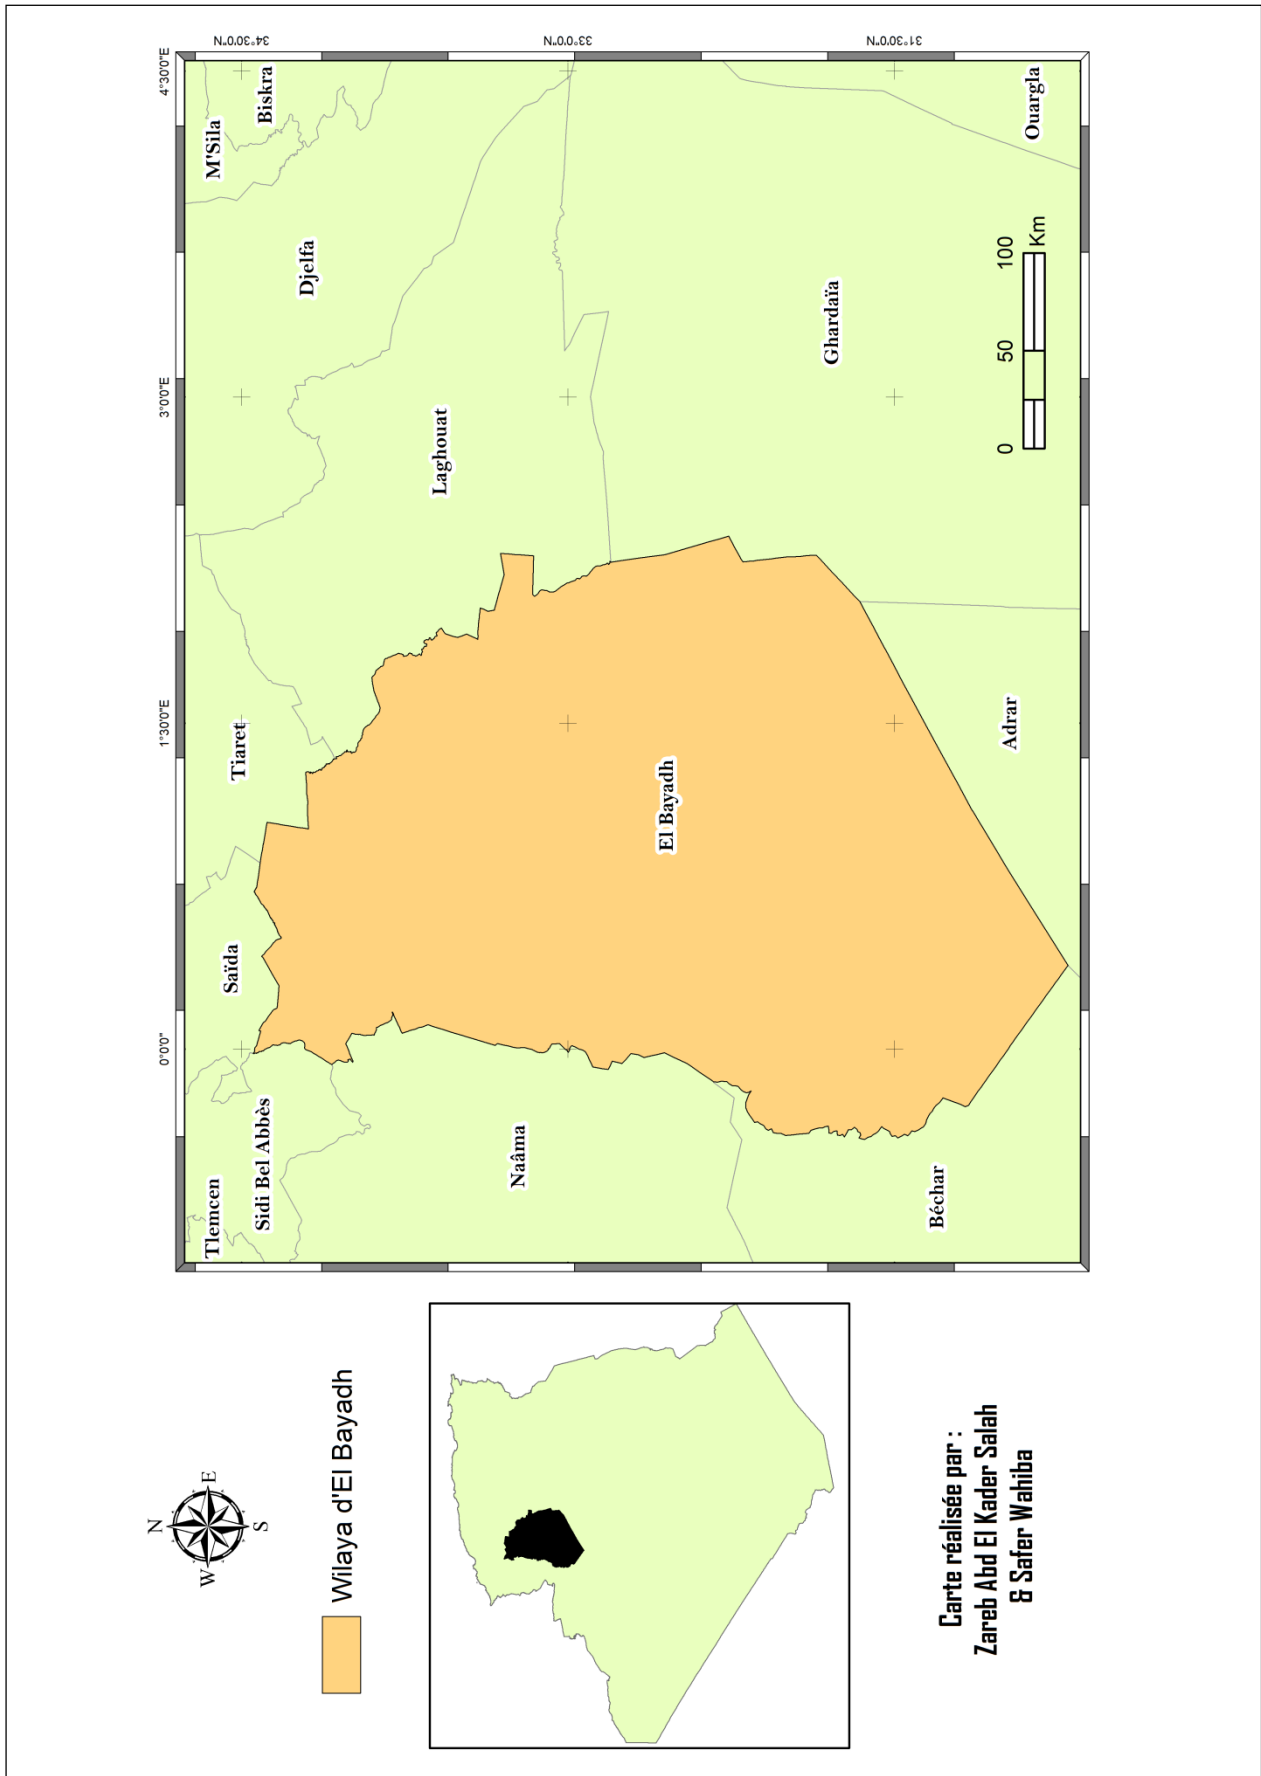 N
W
E
S
Wilaya d'El Bayadh
Carte réalisée par :
Zareb Abd El Kader Salah
& Safer Wahiba
0°0'0"
1°30'0"E
3°0'0"E
4°30'0"E
34°30'0"N
33°0'0"N
31°30'0"N
Tlemcen
Sidi Bel Abbès
Saïda
Tiaret
Djelfa
M'Sila
Biskra
Laghouat
Naâma
El Bayadh
Ghardaïa
Béchar
Adrar
Ouargla
0 50 100
Km